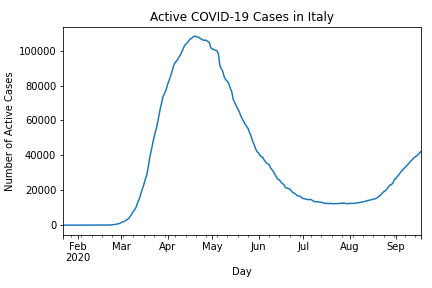 Active COVID-19 Cases in Italy
Number of Active Cases
100000
80000
60000
40000
20000
0
Feb Mar Apr May Jun Jul Aug Sep
2020
Day